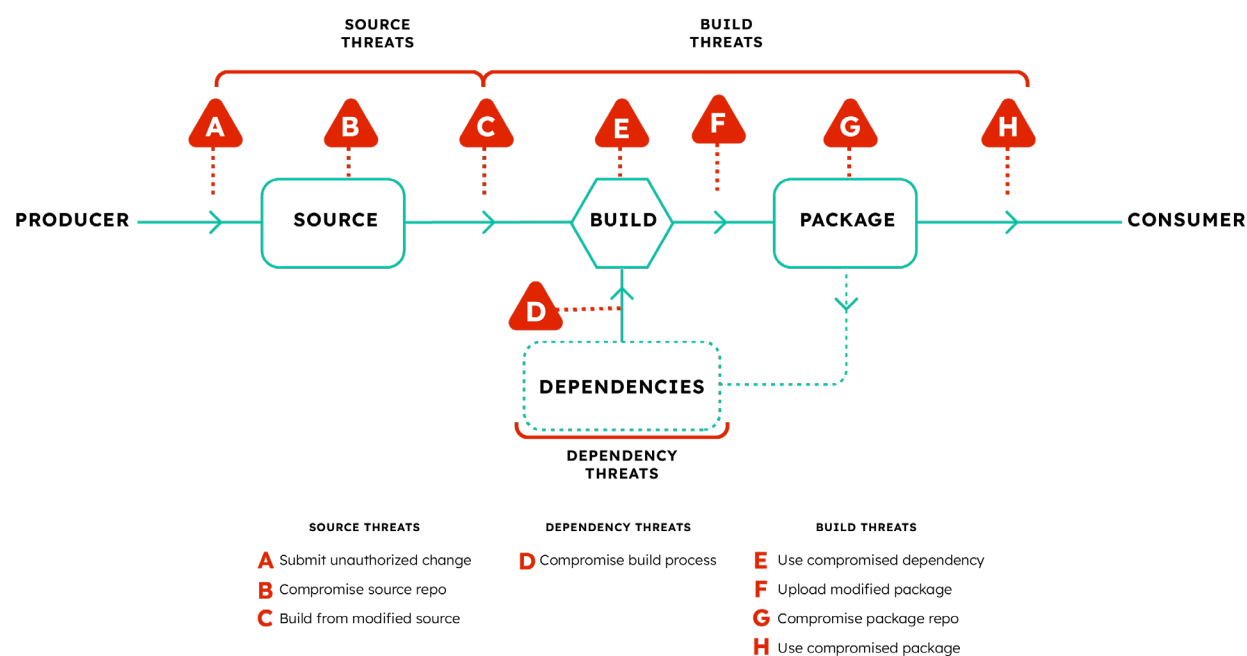 SOURCE
THREATS
BUILD
THREATS
A
B
C
E
F
G
H
PRODUCER
SOURCE
BUILD
PACKAGE
CONSUMER
D
DEPENDENCIES
DEPENDENCY
THREATS
SOURCE THREATS
A Submit unauthorized change
B Compromise source repo
C Build from modified source
DEPENDENCY THREATS
D Compromise build process
BUILD THREATS
E Use compromised dependency
F Upload modified package
G Compromise package repo
H Use compromised package